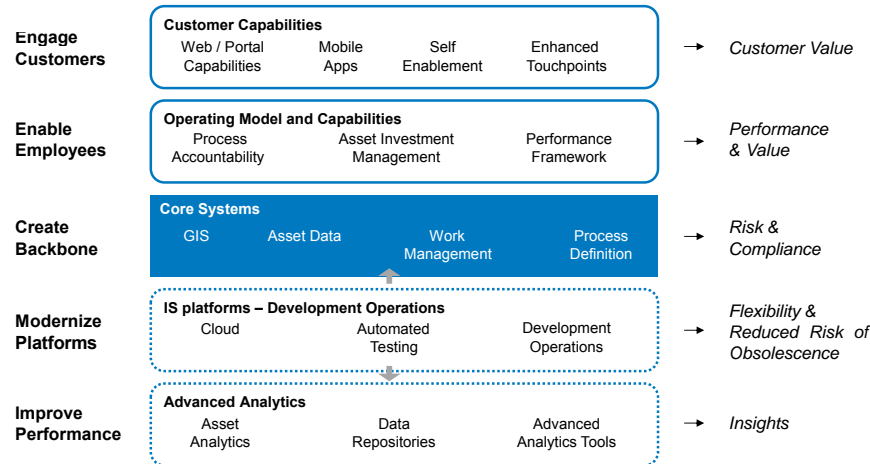 Engage
Customers
Customer Capabilities
Web / Portal
Capabilities
Mobile
Apps
Self
Enablement
Enhanced
Touchpoints
Customer Value
Enable
Employees
Operating Model and Capabilities
Process
Accountability
Asset Investment
Management
Performance
Framework
Performance
& Value
Create
Backbone
Core Systems
GIS
Asset Data
Work
Management
Process
Definition
Risk &
Compliance
Modernize
Platforms
IS platforms – Development Operations
Cloud
Automated
Testing
Development
Operations
Flexibility &
Reduced Risk of
Obsolescence
Improve
Performance
Advanced Analytics
Asset
Analytics
Data
Repositories
Advanced
Analytics Tools
Insights